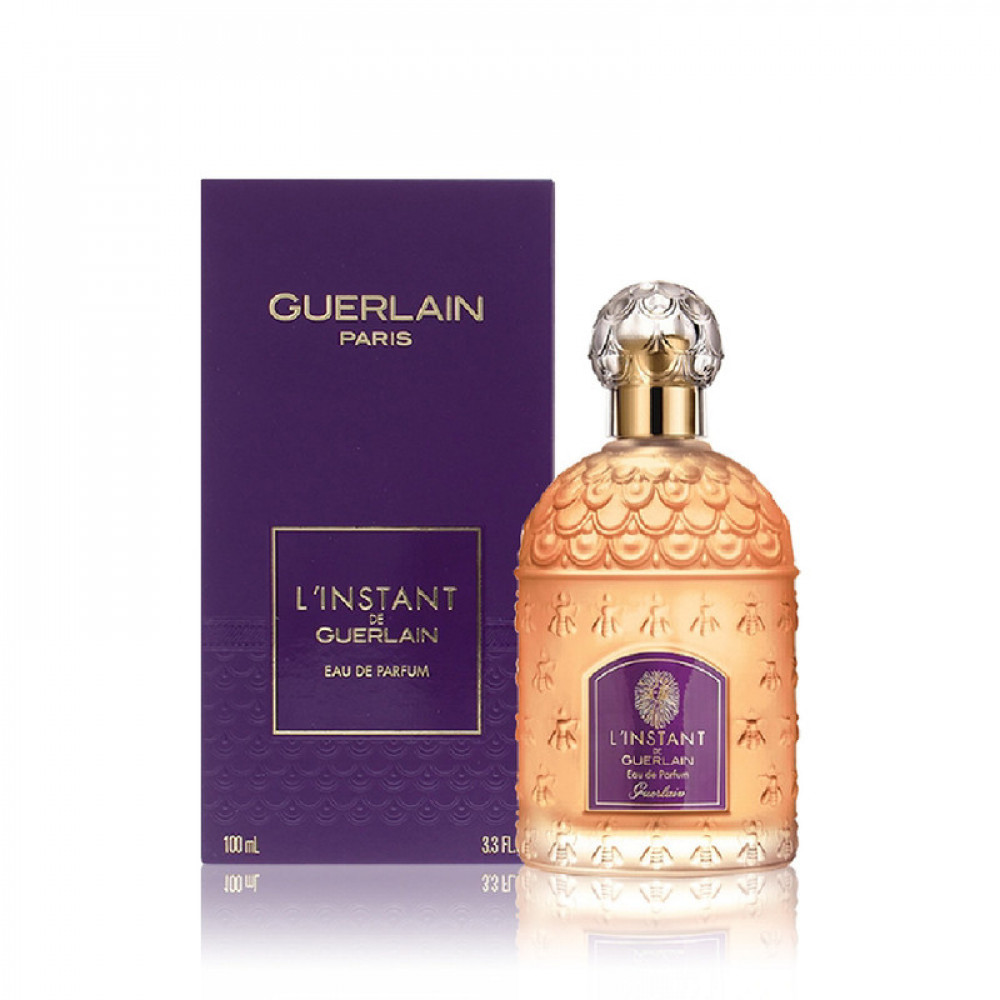 GUERLAIN
PARIS
L'INSTANT
DE
GUERLAIN
EAU DE PARFUM
100 mL
3.3 FL.
L'INSTANT
DE
GUERLAIN
Eau de Parfum
Guerlain